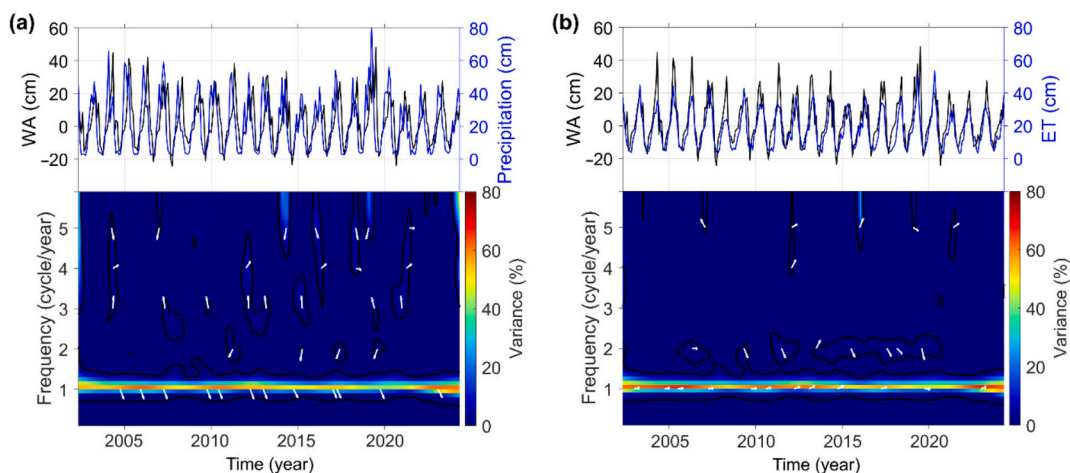 (a)
WA (cm)
60
40
20
0
−20
80
60
40
20
0
Precipitation (cm)
Frequency (cycle/year)
5
4
3
2
1
80
60
40
20
0
Variance (%)
2005 2010 2015 2020
Time (year)
(b)
WA (cm)
60
40
20
0
−20
80
60
40
20
0
ET (cm)
Frequency (cycle/year)
5
4
3
2
1
80
60
40
20
0
Variance (%)
2005 2010 2015 2020
Time (year)